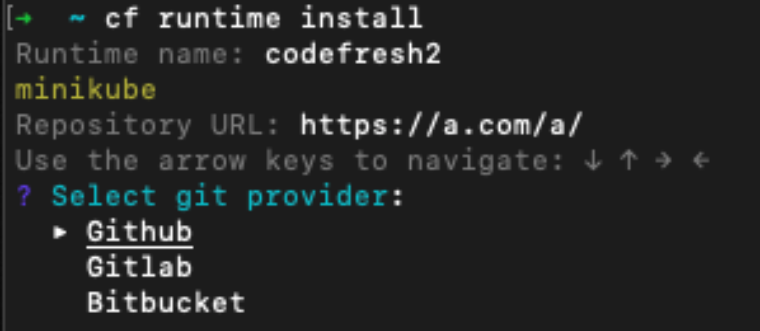 [→ ~ cf runtime install
Runtime name: codefresh2
minikube
Repository URL: https://a.com/a/
Use the arrow keys to navigate: ↓ ↑ → ←
? Select git provider:
▸ Github
Gitlab
Bitbucket